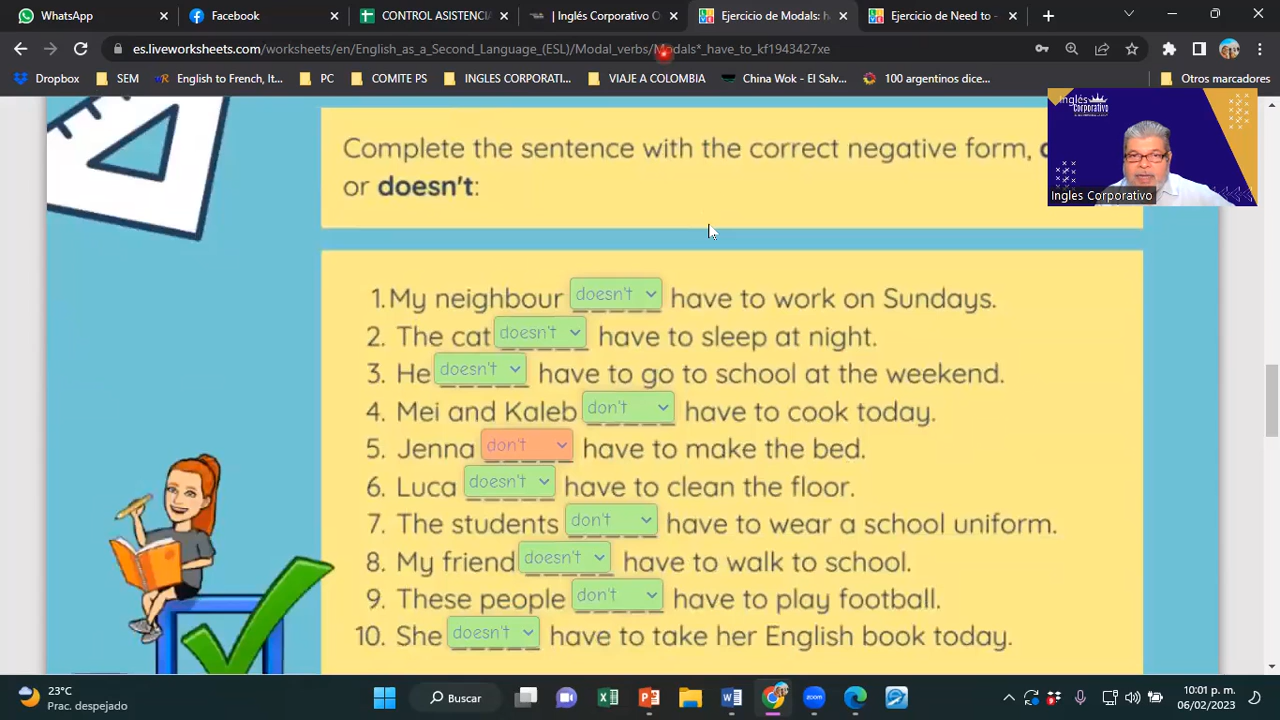 WhatsApp
Facebook
CONTROL ASISTENCIA
| Inglés Corporativo O
Ejercicio de Modals: h
Ejercicio de Need to -
es.liveworksheets.com/worksheets/en/English_as_a_Second_Language_(ESL)/Modal_verbs/Modals*_have_to_kf1943427xe
Dropbox
SEM
English to French, It...
PC
COMITE PS
INGLES CORPORATI...
VIAJE A COLOMBIA
China Wok - El Salv...
100 argentinos dice...
Otros marcadores
Inglés
Corporativo
Ingles Corporativo
Complete the sentence with the correct negative form,
or doesn't:
1. My neighbour doesn't have to work on Sundays.
2. The cat doesn't have to sleep at night.
3. He doesn't have to go to school at the weekend.
4. Mei and Kaleb don't have to cook today.
5. Jenna don't have to make the bed.
6. Luca doesn't have to clean the floor.
7. The students don't have to wear a school uniform.
8. My friend doesn't have to walk to school.
9. These people don't have to play football.
10. She doesn't have to take her English book today.
23°C
Prac. despejado
Buscar
10:01 p. m.
06/02/2023